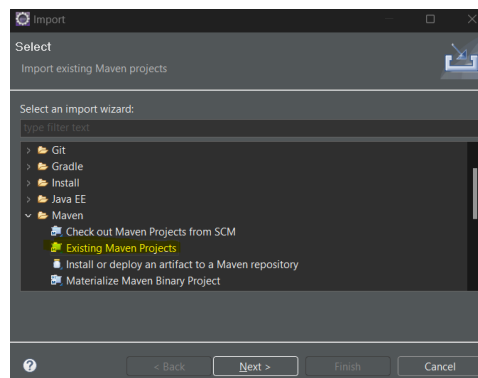 Import
Select
Import existing Maven projects
Select an import wizard:
type filter text
Git
Gradle
Install
Java EE
Maven
Check out Maven Projects from SCM
Existing Maven Projects
Install or deploy an artifact to a Maven repository
Materialize Maven Binary Project
? < Back Next > Finish Cancel